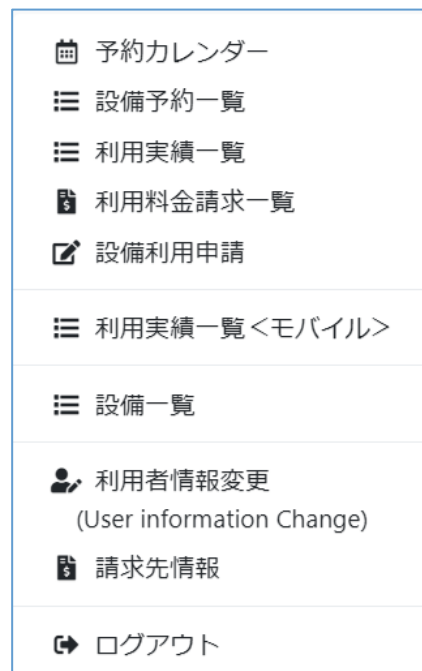 予約カレンダー
設備予約一覧
利用実績一覧
利用料金請求一覧
設備利用申請
利用実績一覧＜モバイル＞
設備一覧
利用者情報変更
(User information Change)
請求先情報
ログアウト